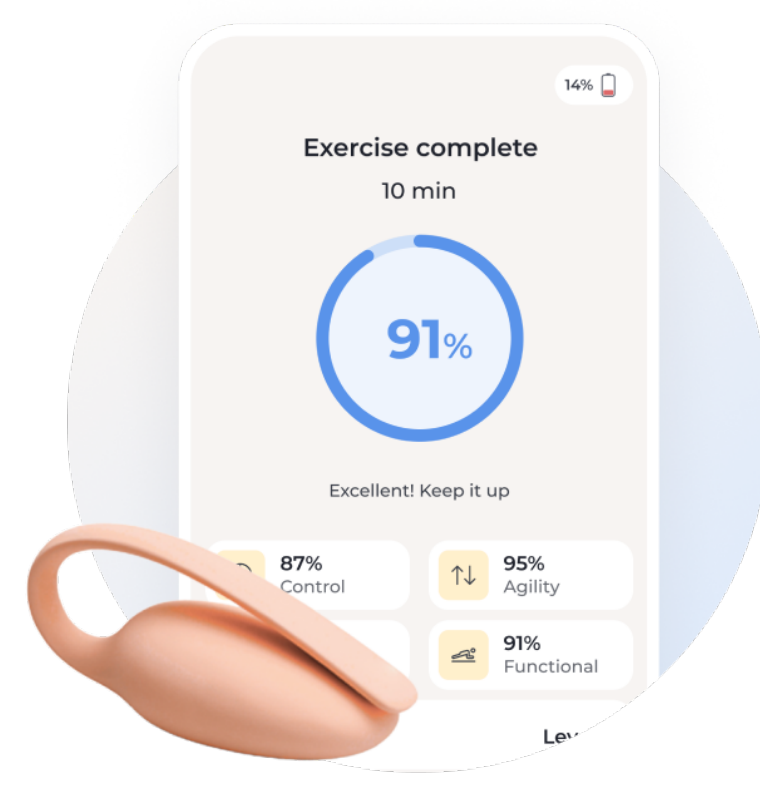 14%
Exercise complete
10 min
91%
Excellent! Keep it up
87%
Control
95%
Agility
91%
Functional